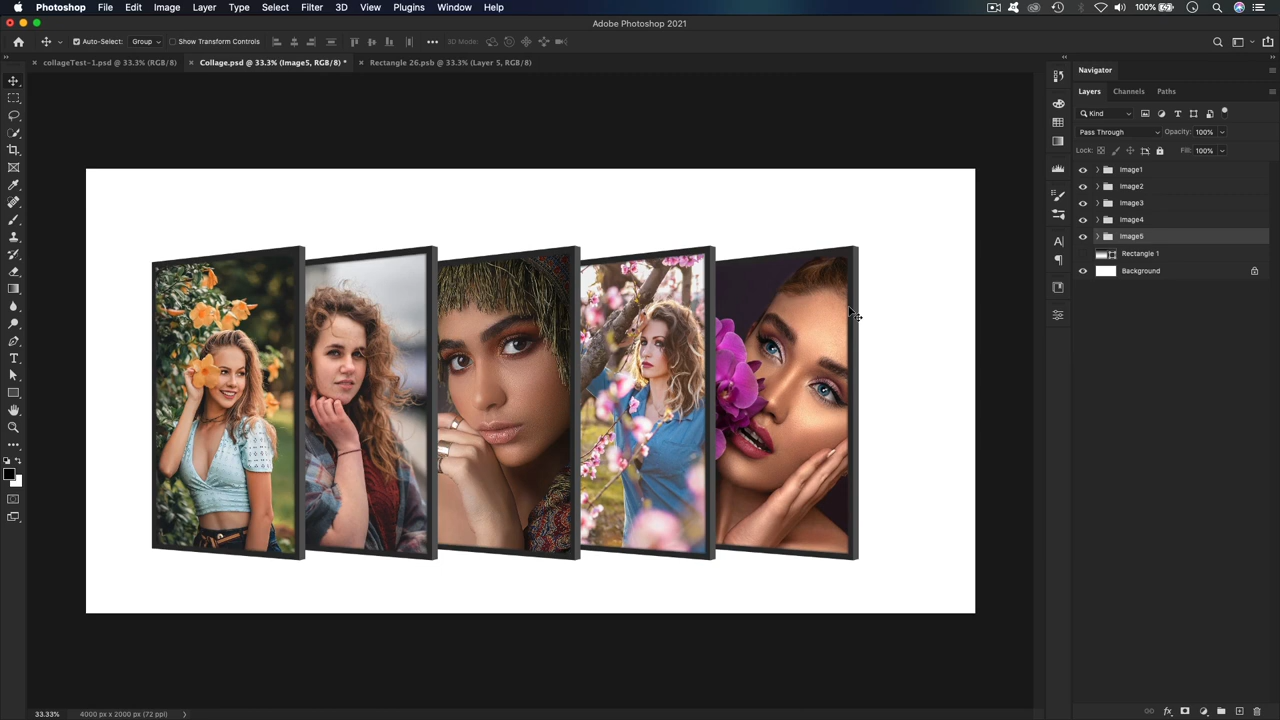 Photoshop File Edit Image Layer Type Select Filter 3D View Plugins Window Help 100%
Adobe Photoshop 2021
Auto-Select: Group Show Transform Controls 3D Mode:
collageTest-1.psd @ 33.3% (RGB/8) Collage.psd @ 33.3% (Image5, RGB/8) * Rectangle 26.psb @ 33.3% (Layer 5, RGB/8)
Navigator
Layers Channels Paths
Kind
Pass Through Opacity: 100%
Lock: Fill: 100%
Image1
Image2
Image3
Image4
Image5
Rectangle 1
Background
33.33% 4000 px x 2000 px (72 ppi)